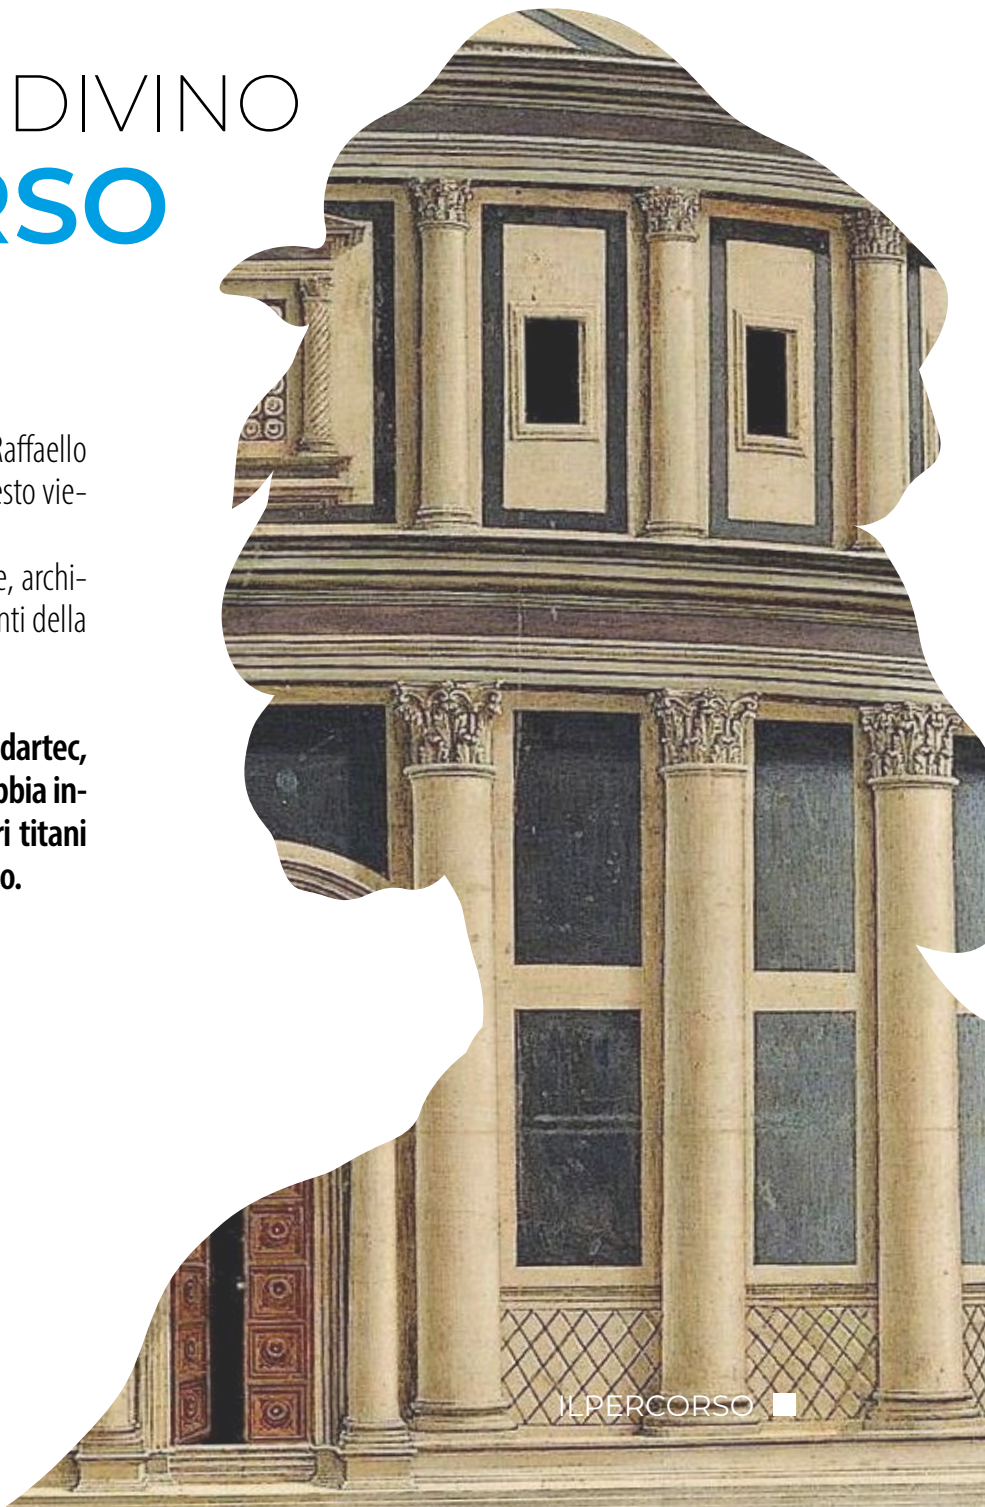 DIVINO
RSO
Raffaello
esto vie-
e, archi-
nti della
dartec,
bbia in-
ri titani
o.
ILPERCORSO